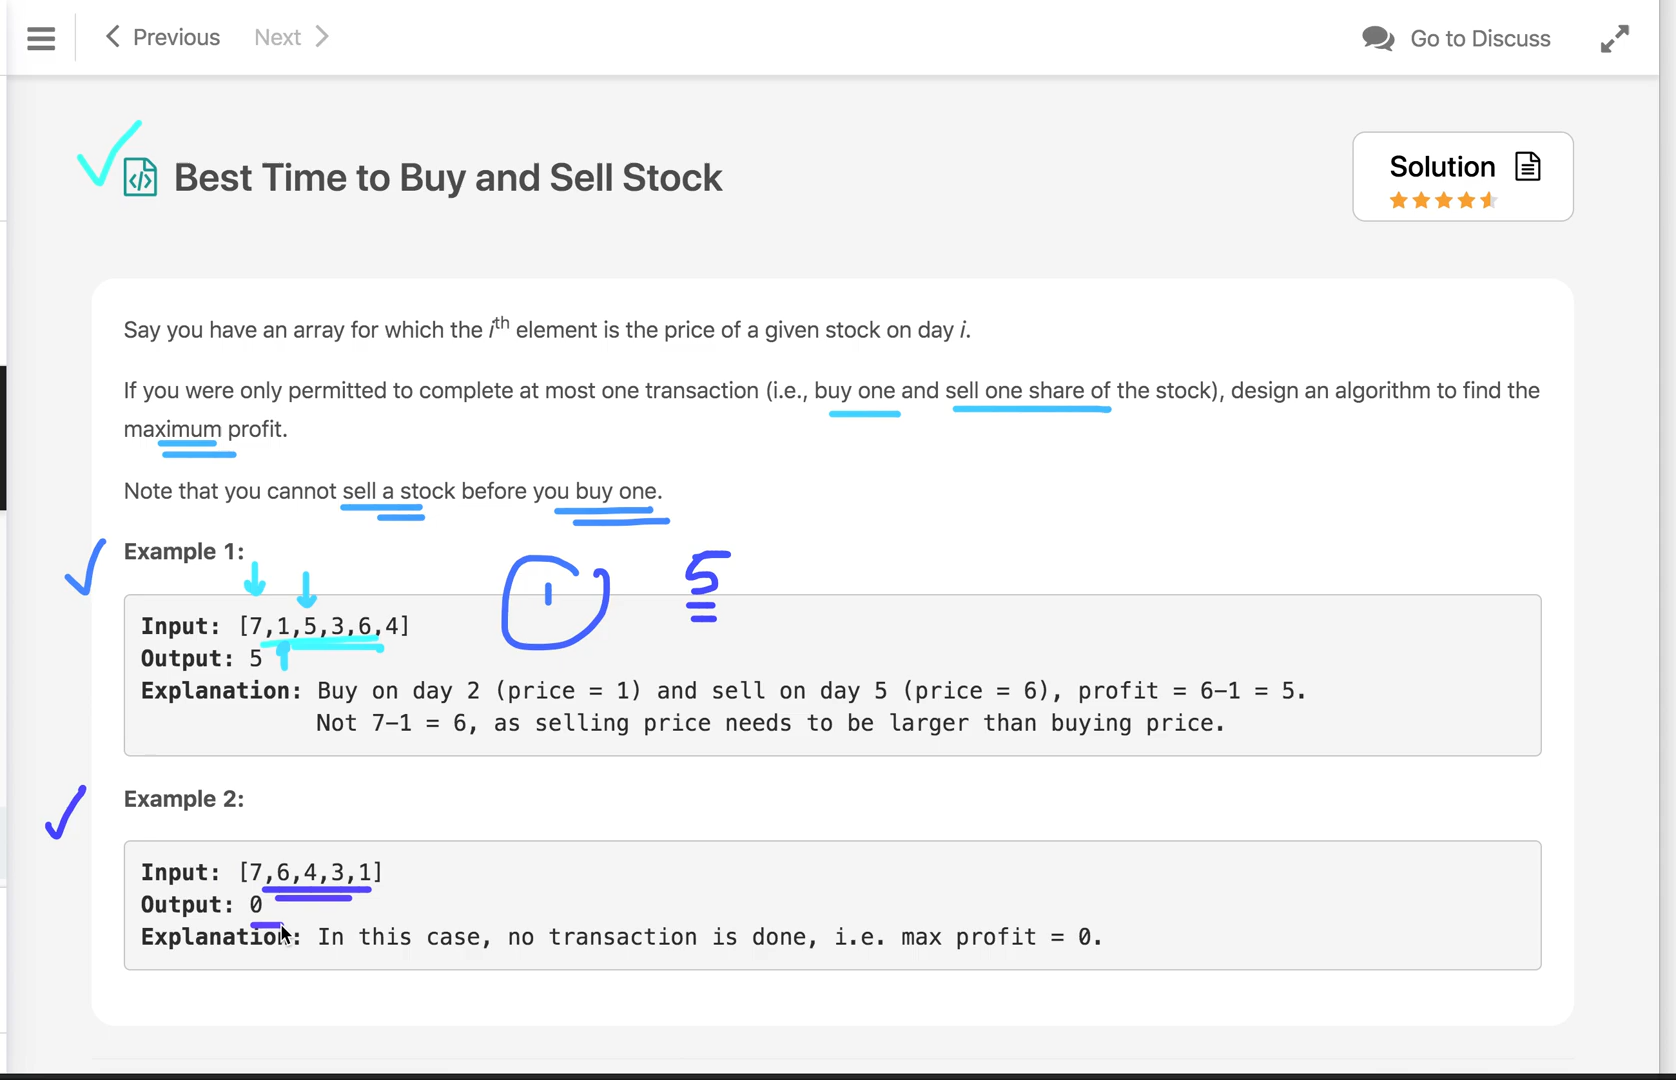 Previous Next Go to Discuss
Best Time to Buy and Sell Stock
Solution
Say you have an array for which the ith element is the price of a given stock on day i.
If you were only permitted to complete at most one transaction (i.e., buy one and sell one share of the stock), design an algorithm to find the
maximum profit.
Note that you cannot sell a stock before you buy one.
Example 1:
1 5
Input: [7,1,5,3,6,4]
Output: 5
Explanation: Buy on day 2 (price = 1) and sell on day 5 (price = 6), profit = 6-1 = 5.
Not 7-1 = 6, as selling price needs to be larger than buying price.
Example 2:
Input: [7,6,4,3,1]
Output: 0
Explanation: In this case, no transaction is done, i.e. max profit = 0.